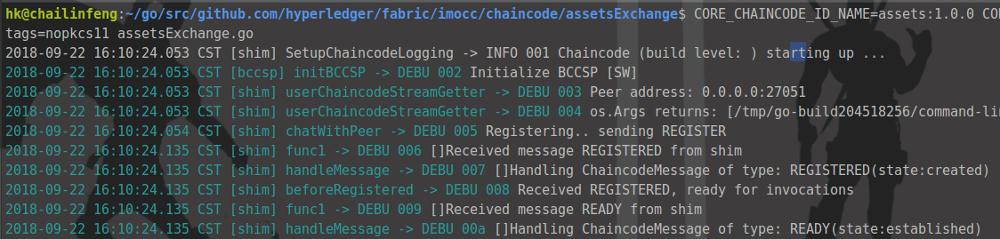 hk@chailinfeng:~/go/src/github.com/hyperledger/fabric/imocc/chaincode/assetsExchange$ CORE_CHAINCODE_ID_NAME=assets:1.0.0 COR
tags=nopkcs11 assetsExchange.go
2018-09-22 16:10:24.053 CST [shim] SetupChaincodeLogging -> INFO 001 Chaincode (build level: ) starting up ...
2018-09-22 16:10:24.053 CST [bccsp] initBCCSP -> DEBU 002 Initialize BCCSP [SW]
2018-09-22 16:10:24.053 CST [shim] userChaincodeStreamGetter -> DEBU 003 Peer address: 0.0.0.0:27051
2018-09-22 16:10:24.053 CST [shim] userChaincodeStreamGetter -> DEBU 004 os.Args returns: [/tmp/go-build204518256/command-lin
2018-09-22 16:10:24.054 CST [shim] chatWithPeer -> DEBU 005 Registering.. sending REGISTER
2018-09-22 16:10:24.135 CST [shim] func1 -> DEBU 006 []Received message REGISTERED from shim
2018-09-22 16:10:24.135 CST [shim] handleMessage -> DEBU 007 []Handling ChaincodeMessage of type: REGISTERED(state:created)
2018-09-22 16:10:24.135 CST [shim] beforeRegistered -> DEBU 008 Received REGISTERED, ready for invocations
2018-09-22 16:10:24.135 CST [shim] func1 -> DEBU 009 []Received message READY from shim
2018-09-22 16:10:24.135 CST [shim] handleMessage -> DEBU 00a []Handling ChaincodeMessage of type: READY(state:established)